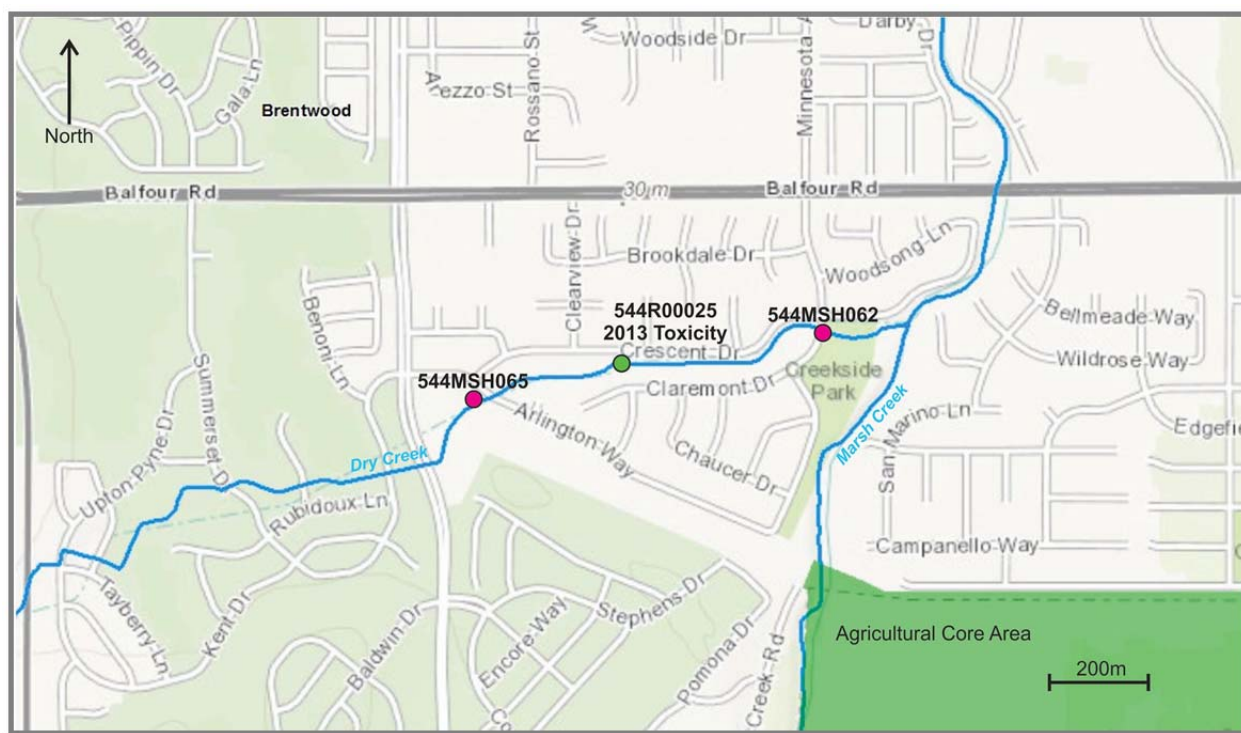 Pippin Dr
Gala Ln
Brentwood
North
Arezzo St
Rossano St
Woodside Dr
Minnesota A
Darby Dr
Balfour Rd
30 m
Balfour Rd
Clearview Dr
Brookdale Dr
Woodsong Ln
544R00025
2013 Toxicity
544MSH062
Bellmeade Way
Benoni Ln
Crescent Dr
Wildrose Way
544MSH065
Claremont Dr
Creekside
Park
Summerset D
Arlington Way
Marsh Creek
San Marino Ln
Edgefi
Upton Pyne Dr
Dry Creek
Chaucer Dr
Rubidoux Ln
Campanello Way
Tayberry Ln
Kent Dr
Baldwin Dr
Encore Way
Stephens Dr
Pomona Dr
Creek Rd
Agricultural Core Area
200m